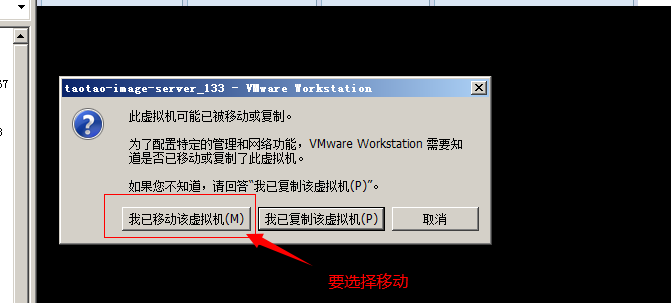 taotao-image-server_133 - VMware Workstation
此虚拟机可能已被移动或复制。
为了配置特定的管理和网络功能，VMware Workstation 需要知
道是否已移动或复制了此虚拟机。
如果您不知道，请回答“我已复制该虚拟机(P)”。
我已移动该虚拟机(M) 我已复制该虚拟机(P) 取消
要选择移动